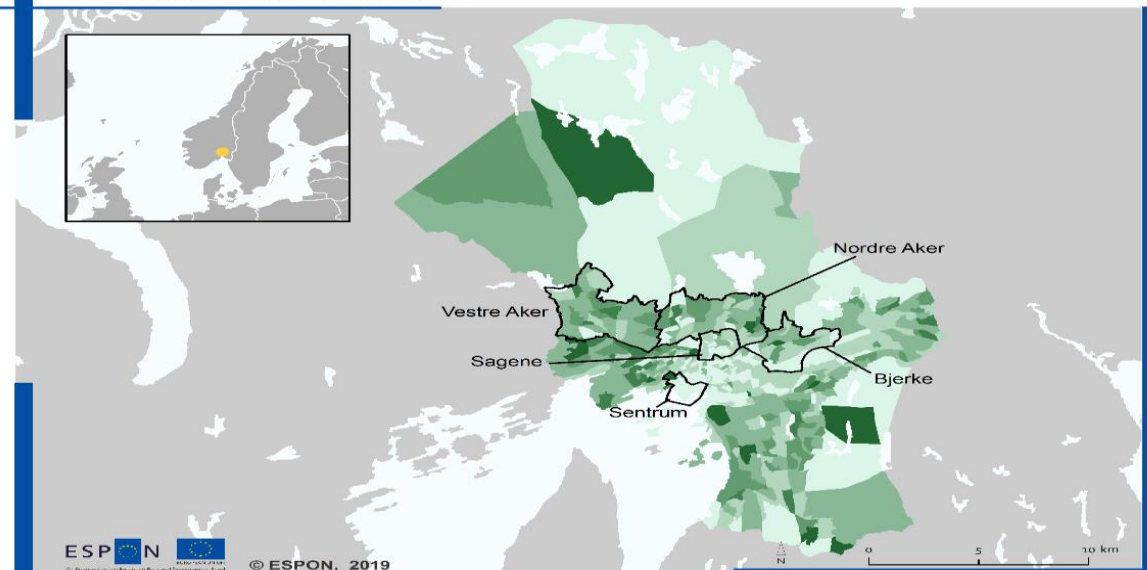 Nordre Aker
Vestre Aker
Sagene
Bjerke
Sentrum
ESPON
© ESPON, 2019
N
0 5 10 km